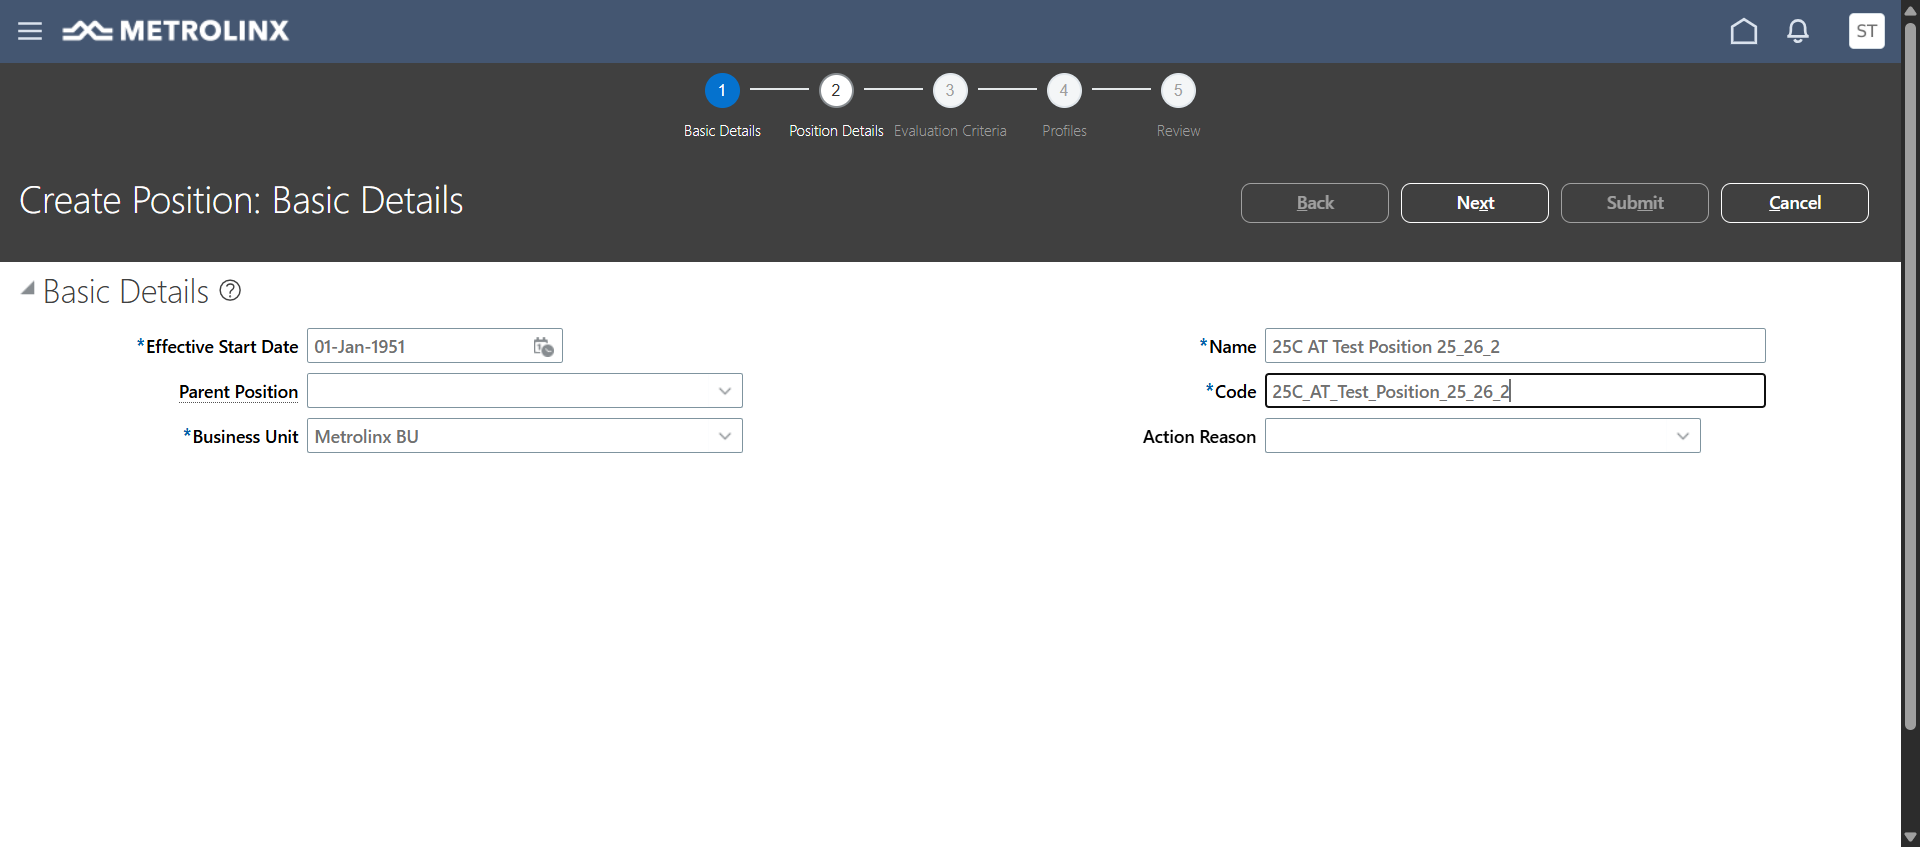 METROLINX
ST
1
2
3
4
5
Basic Details
Position Details
Evaluation Criteria
Profiles
Review
Create Position: Basic Details
Back
Next
Submit
Cancel
Basic Details ?
*Effective Start Date 01-Jan-1951
*Name 25C AT Test Position 25_26_2
Parent Position
*Code 25C_AT_Test_Position_25_26_2
*Business Unit Metrolinx BU
Action Reason